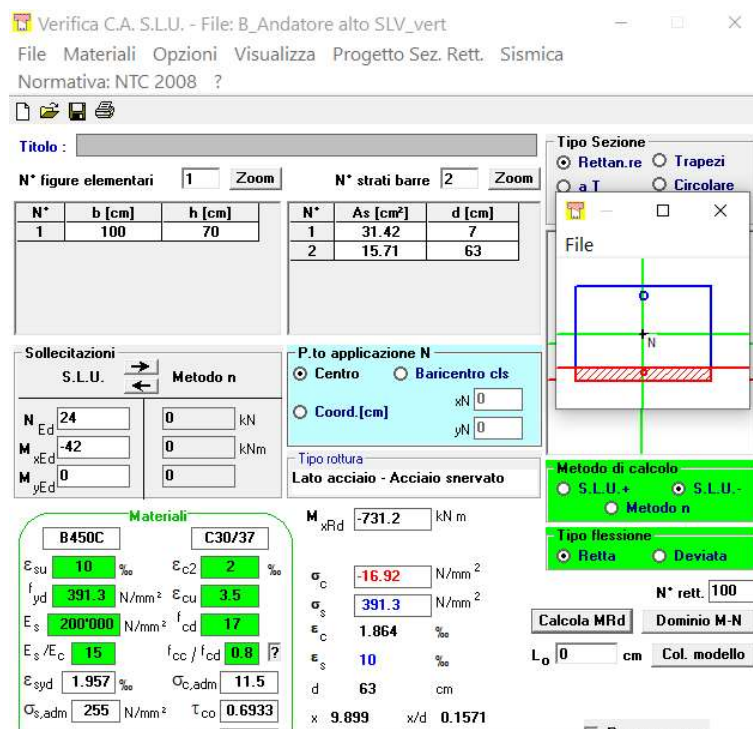 Verifica C.A. S.L.U. - File: B_Andatore alto SLV_vert
File Materiali Opzioni Visualizza Progetto Sez. Rett. Sismica
Normativa: NTC 2008 ?
Titolo :
Tipo Sezione
Rettan.re Trapezi
a T Circolare
N° figure elementari 1 Zoom
N° strati barre 2 Zoom
N° b [cm] h [cm]
1 100 70
N° As [cm²] d [cm]
1 31.42 7
2 15.71 63
File
N
Sollecitazioni
S.L.U. Metodo n
N Ed 24 0 kN
M xEd -42 0 kNm
M yEd 0 0
P.to applicazione N
Centro Baricentro cls
Coord.[cm] xN 0
yN 0
Tipo rottura
Lato acciaio - Acciaio snervato
Metodo di calcolo
S.L.U.+ S.L.U.-
Metodo n
Tipo flessione
Retta Deviata
Materiali
B450C C30/37
εsu 10 ‰ εc2 2 ‰
fyd 391.3 N/mm² εcu 3.5
Es 200'000 N/mm² fcd 17
Es/Ec 15 fcc / fcd 0.8 ?
εsyd 1.957 ‰ σc,adm 11.5
σs,adm 255 N/mm² τco 0.6933
M xRd -731.2 kN m
σc -16.92 N/mm²
σs 391.3 N/mm²
εc 1.864 ‰
εs 10 ‰
d 63 cm
x 9.899 x/d 0.1571
N° rett. 100
Calcola MRd Dominio M-N
Lo 0 cm Col. modello